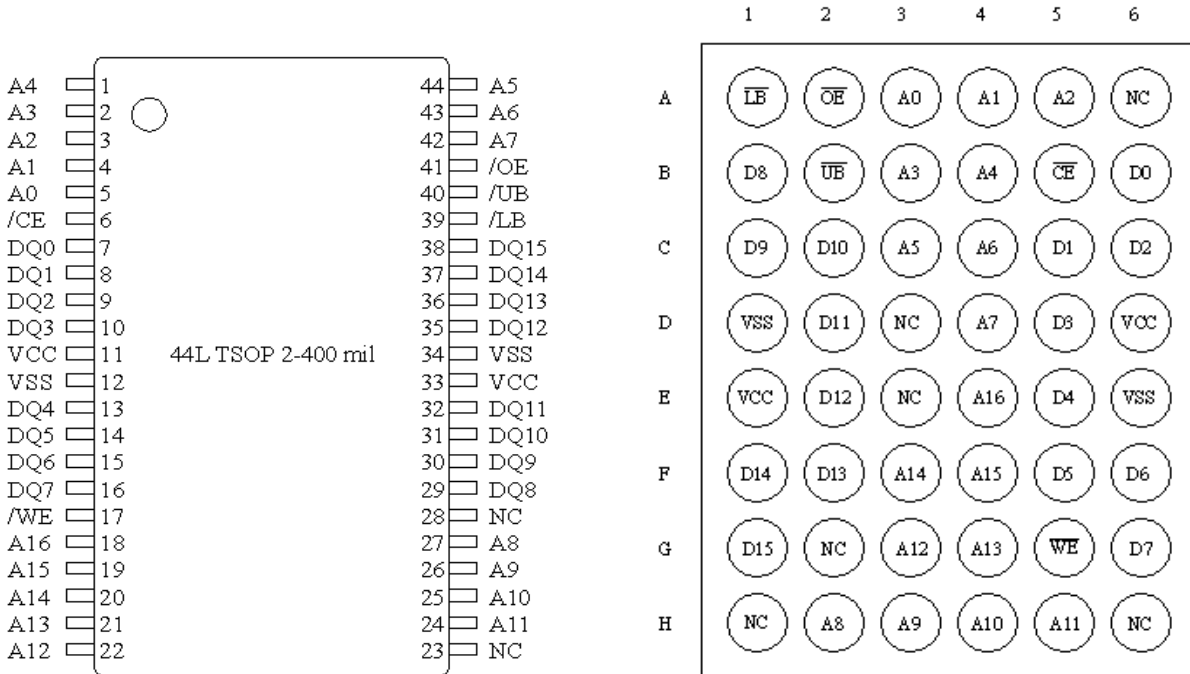 1 2 3 4 5 6
A4 1 44 A5
A3 2 43 A6
A2 3 42 A7
A1 4 41 /OE
A0 5 40 /UB
/CE 6 39 /LB
DQ0 7 38 DQ15
DQ1 8 37 DQ14
DQ2 9 36 DQ13
DQ3 10 35 DQ12
VCC 11 44L TSOP 2-400 mil 34 VSS
VSS 12 33 VCC
DQ4 13 32 DQ11
DQ5 14 31 DQ10
DQ6 15 30 DQ9
DQ7 16 29 DQ8
/WE 17 28 NC
A16 18 27 A8
A15 19 26 A9
A14 20 25 A10
A13 21 24 A11
A12 22 23 NC
A L̅B̅ O̅E̅ A0 A1 A2 NC
B D8 U̅B̅ A3 A4 C̅E̅ D0
C D9 D10 A5 A6 D1 D2
D VSS D11 NC A7 D3 VCC
E VCC D12 NC A16 D4 VSS
F D14 D13 A14 A15 D5 D6
G D15 NC A12 A13 W̅E̅ D7
H NC A8 A9 A10 A11 NC